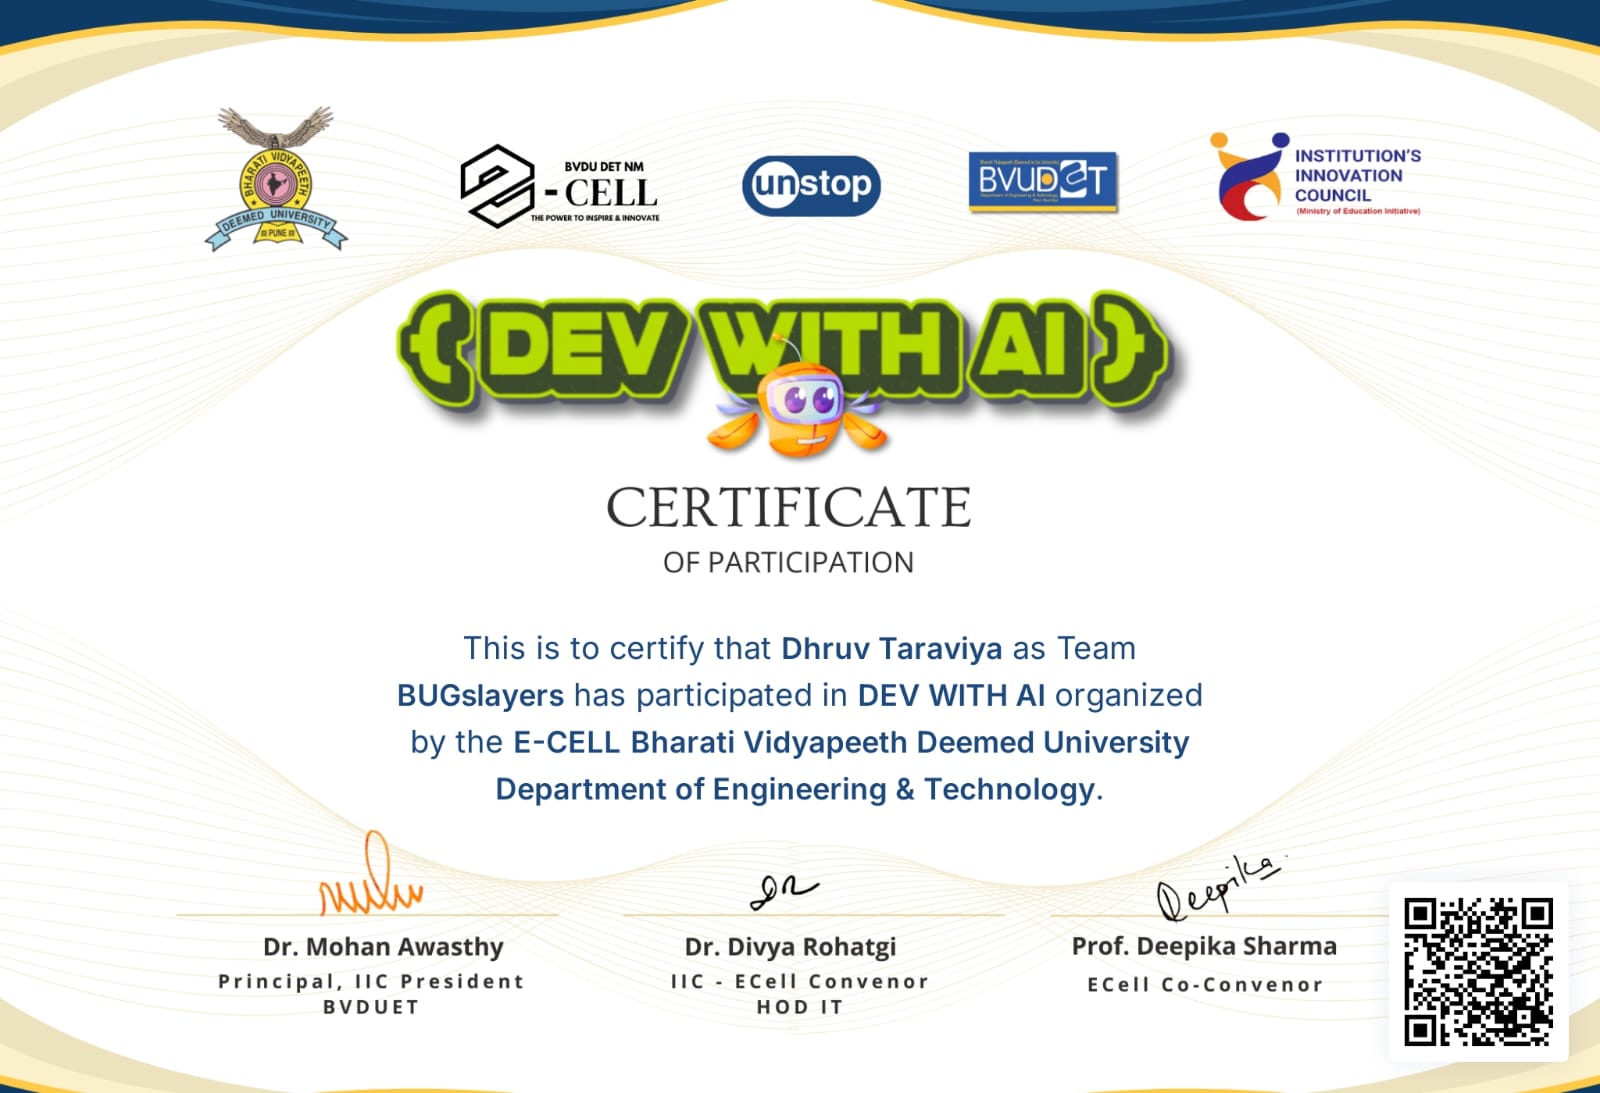 BHARATI VIDYAPEETH
DEEMED UNIVERSITY
PUNE
BVDU DET NM
-CELL
THE POWER TO INSPIRE & INNOVATE
unstop
BVUDET
INSTITUTION'S
INNOVATION
COUNCIL
(Ministry of Education Initiative)
{ DEV WITH AI }
CERTIFICATE
OF PARTICIPATION
This is to certify that Dhruv Taraviya as Team
BUGslayers has participated in DEV WITH AI organized
by the E-CELL Bharati Vidyapeeth Deemed University
Department of Engineering & Technology.
Deepika
Dr. Mohan Awasthy
Principal, IIC President
BVDUET
Dr. Divya Rohatgi
IIC - ECell Convenor
HOD IT
Prof. Deepika Sharma
ECell Co-Convenor